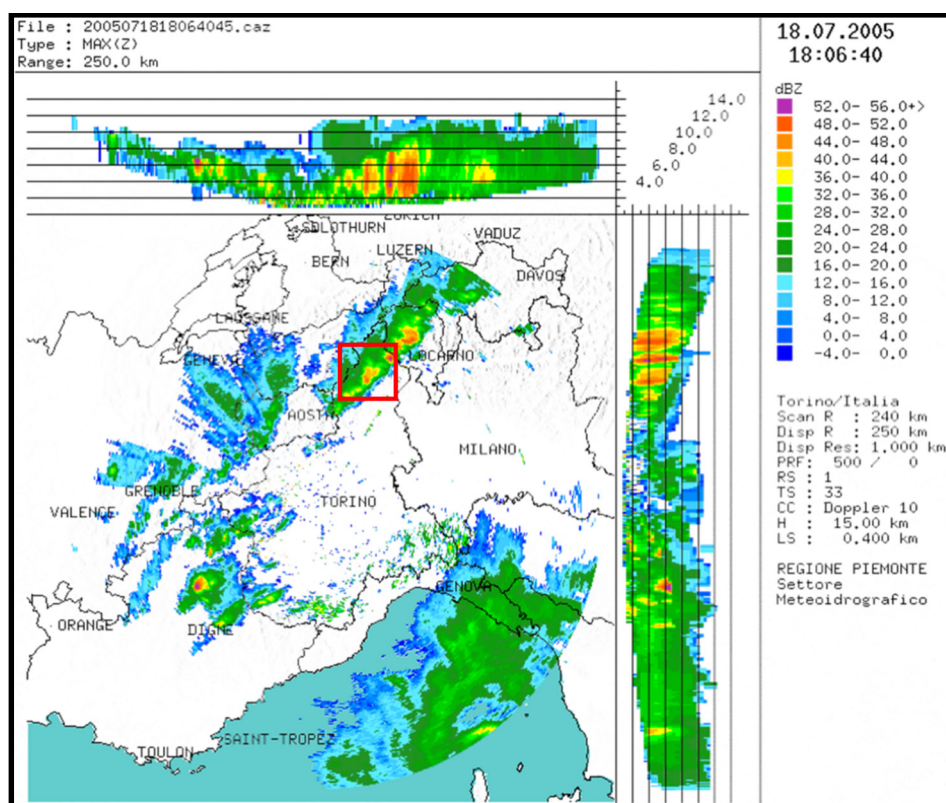 File : 2005071818064045.caz
Type : MAX(Z)
Range: 250.0 km
18.07.2005
18:06:40
14.0
12.0
10.0
8.0
6.0
4.0
dBZ
52.0- 56.0+>
48.0- 52.0
44.0- 48.0
40.0- 44.0
36.0- 40.0
32.0- 36.0
28.0- 32.0
24.0- 28.0
20.0- 24.0
16.0- 20.0
12.0- 16.0
8.0- 12.0
4.0- 8.0
0.0- 4.0
-4.0- 0.0
ZURICH
SOLOTHURN
VADUZ
LUZERN
BERN
DAVOS
LAUSSANE
GENEVE
LOCARNO
AOSTA
MILANO
GRENOBLE
TORINO
VALENCE
GENOVA
ORANGE
DIGNE
SAINT-TROPEZ
TOULON
Torino/Italia
Scan R : 240 km
Disp R : 250 km
Disp Res: 1.000 km
PRF: 500 / 0
RS : 1
TS : 33
CC : Doppler 10
H : 15.00 km
LS : 0.400 km
REGIONE PIEMONTE
Settore
Meteoidrografico